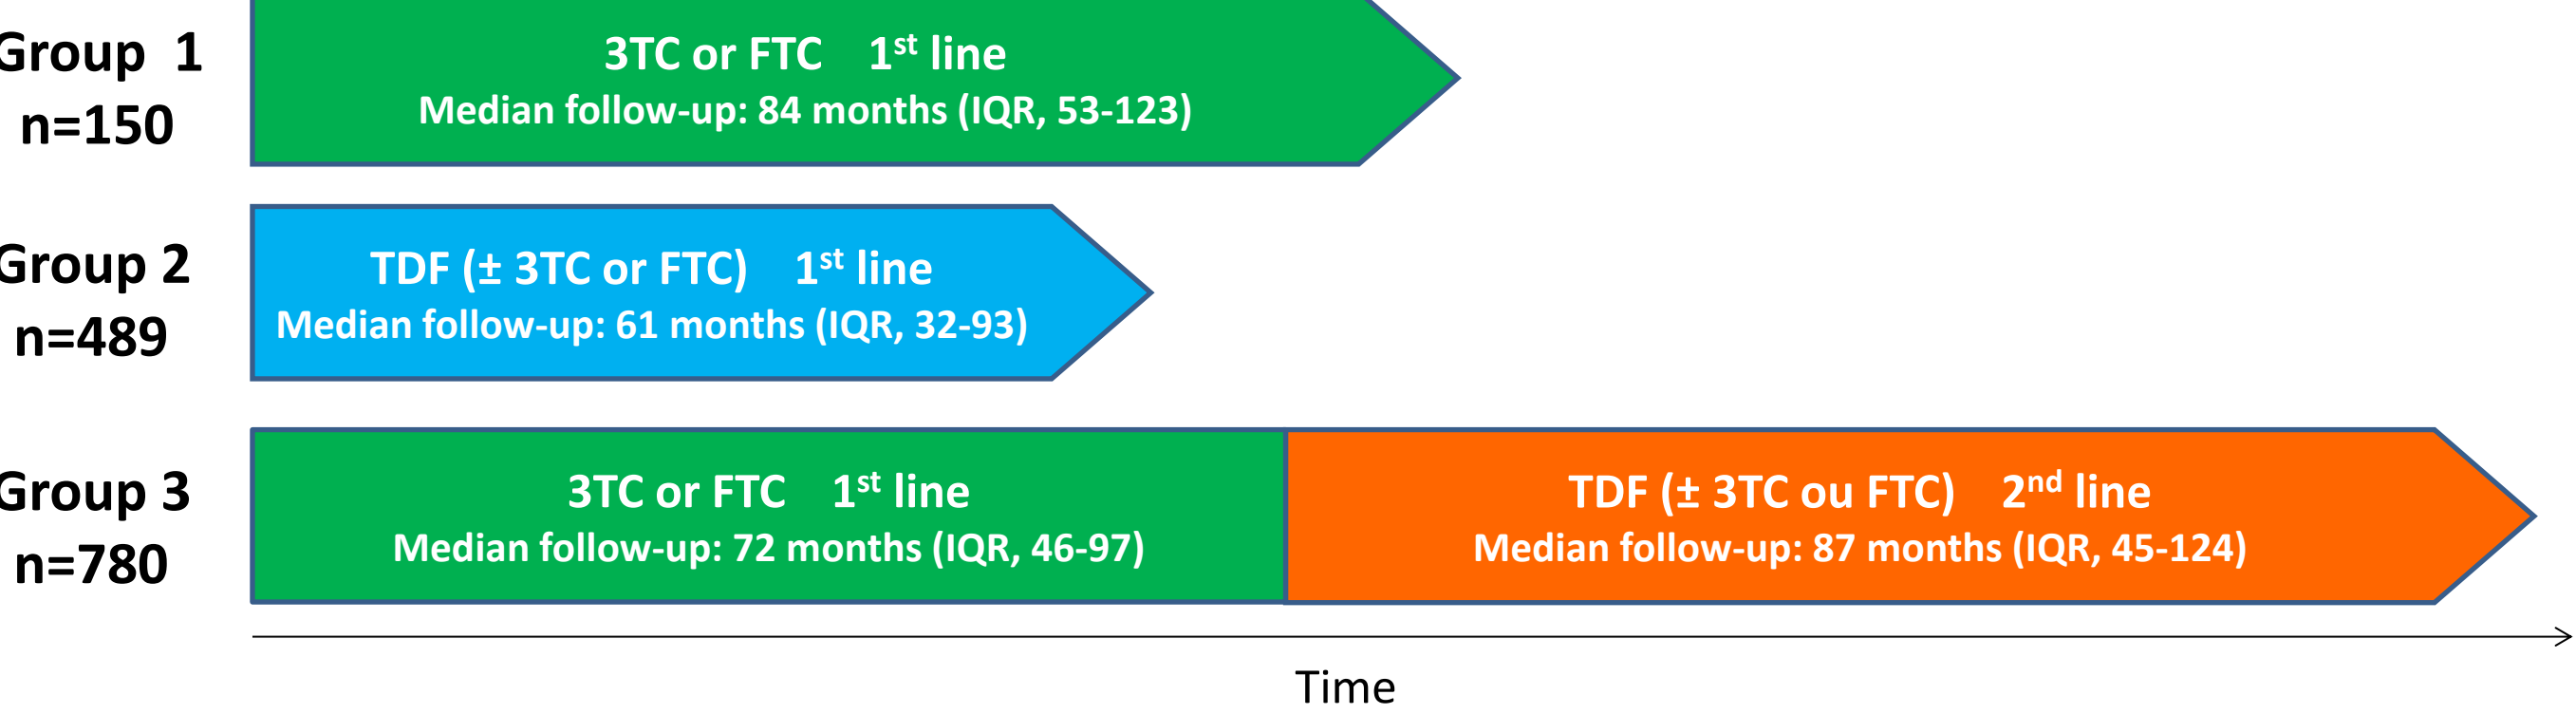 Group 1
n=150
3TC or FTC 1st line
Median follow-up: 84 months (IQR, 53-123)
Group 2
n=489
TDF (± 3TC or FTC) 1st line
Median follow-up: 61 months (IQR, 32-93)
Group 3
n=780
3TC or FTC 1st line
Median follow-up: 72 months (IQR, 46-97)
TDF (± 3TC ou FTC) 2nd line
Median follow-up: 87 months (IQR, 45-124)
Time